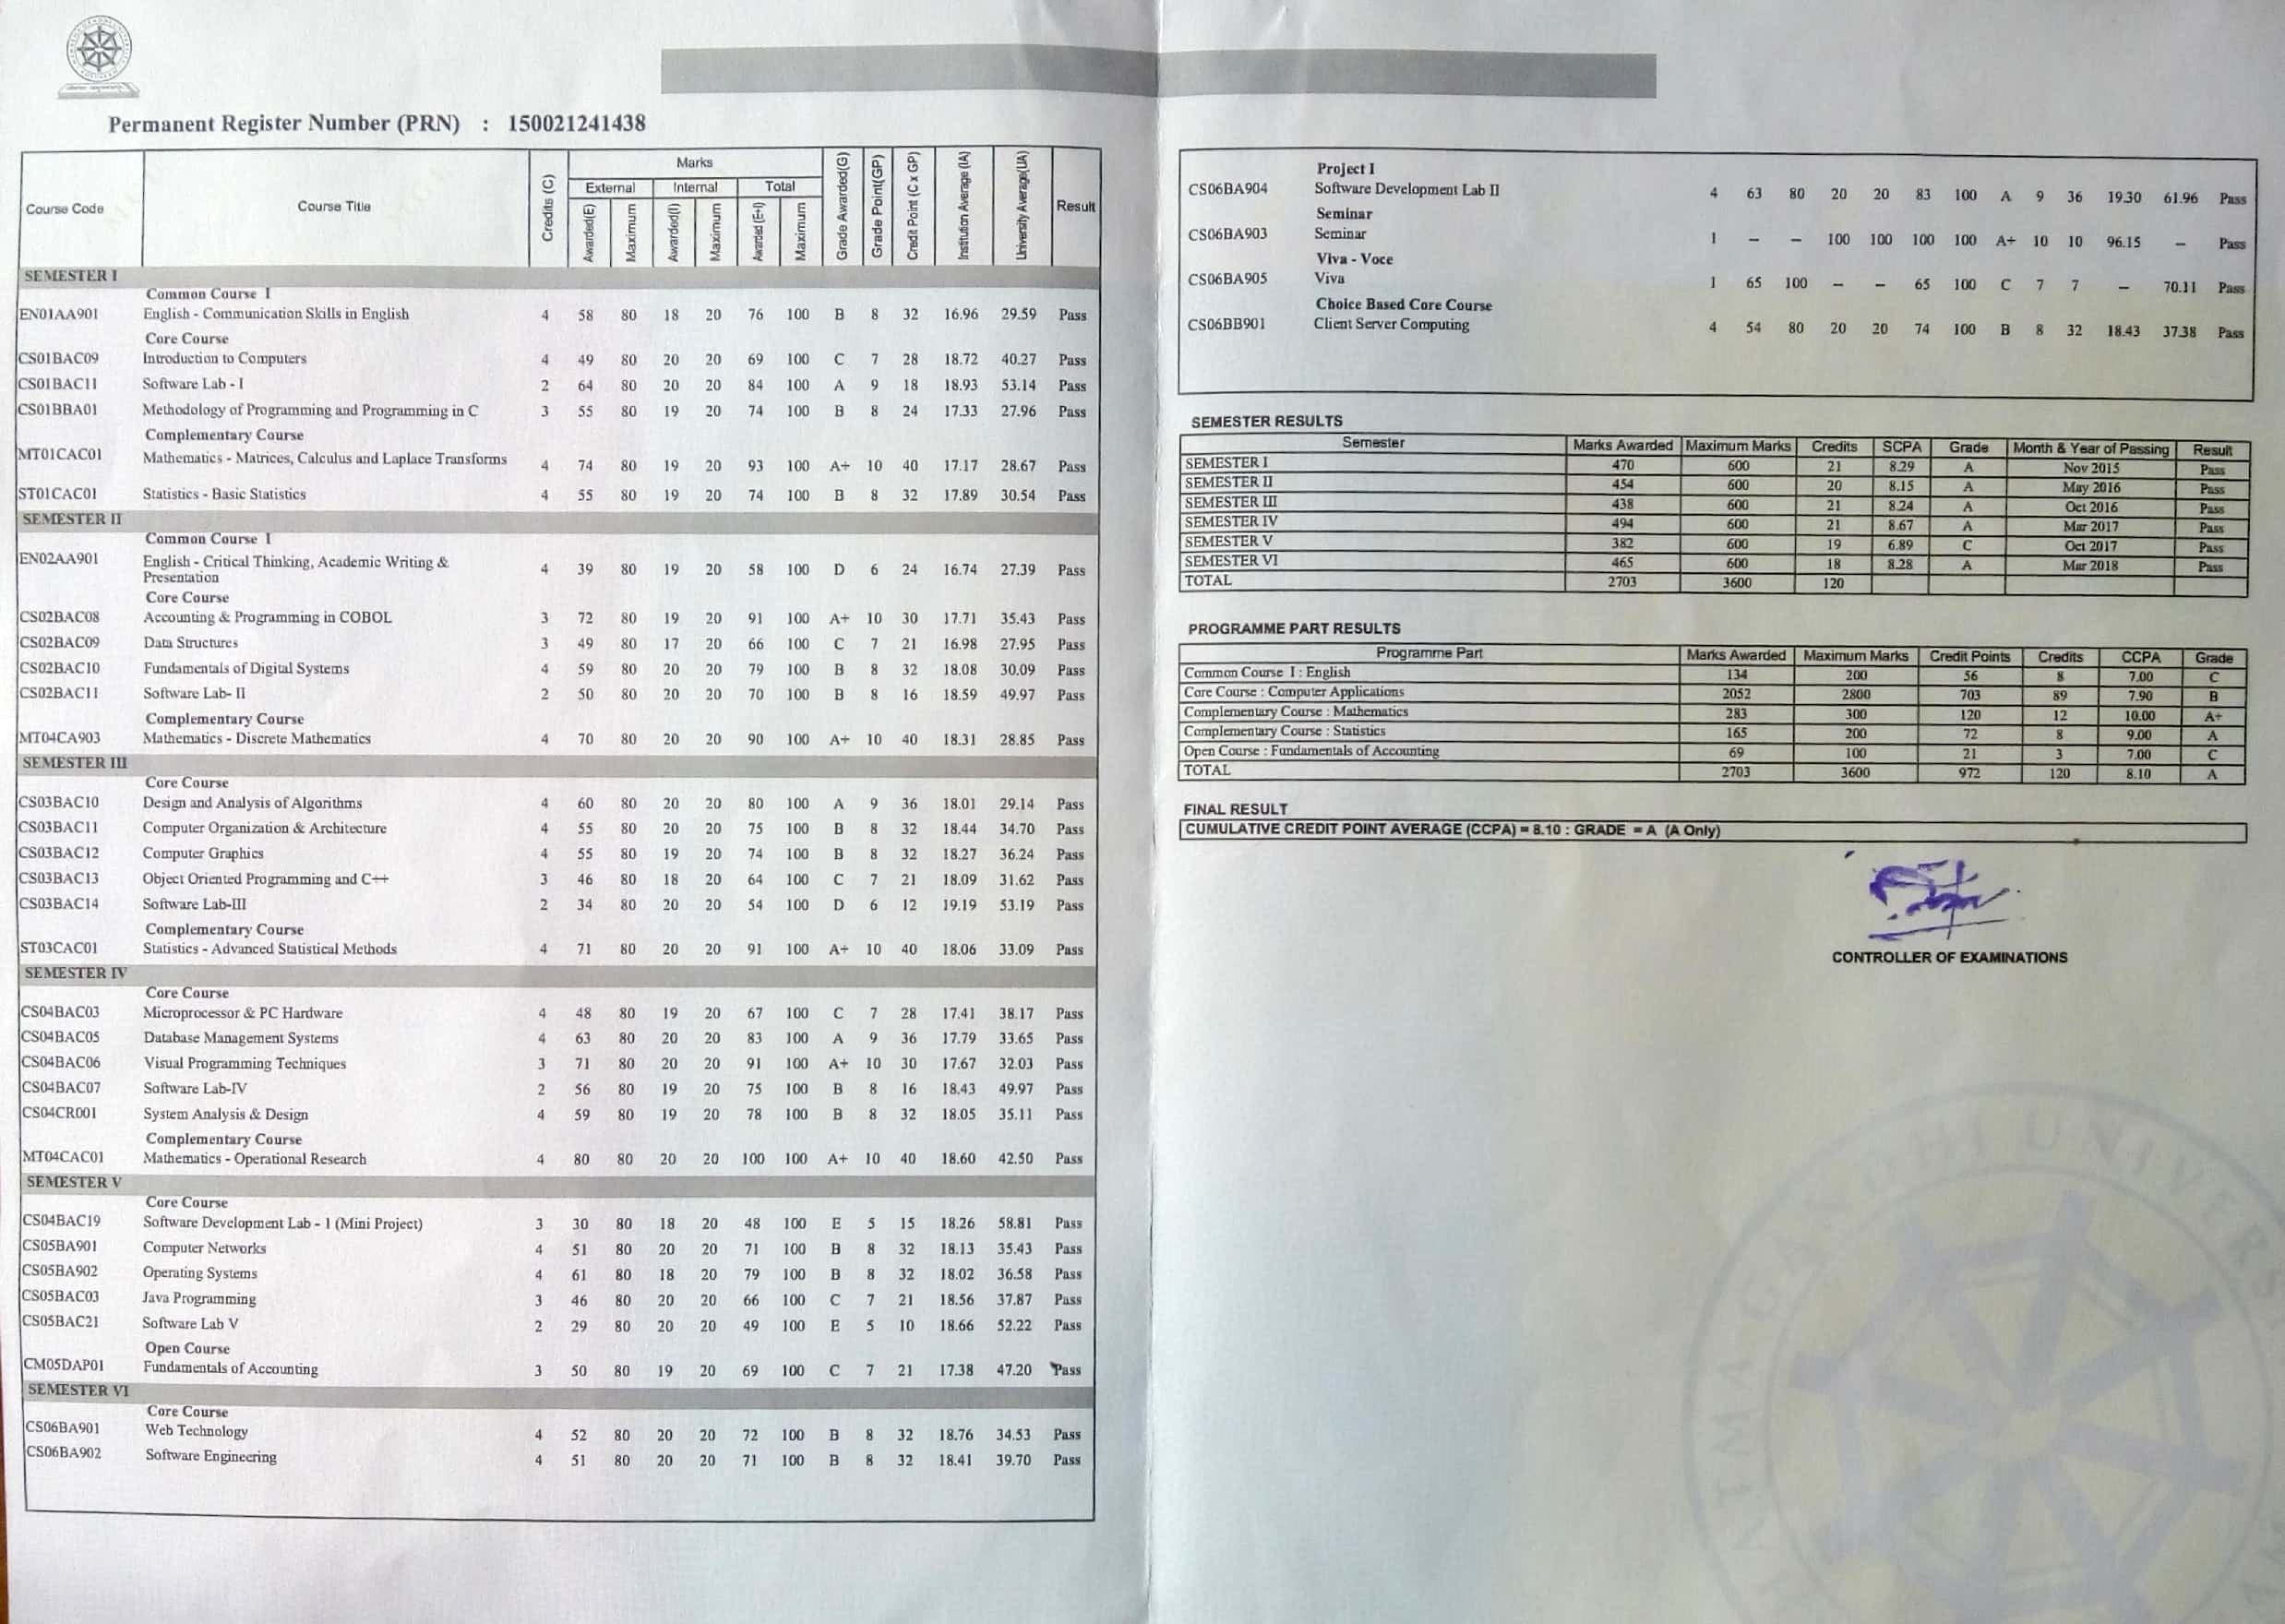 Permanent Register Number (PRN) : 150021241438
Course Code Course Title Credits (C) Marks Grade Awarded(G) Grade Point(GP) Credit Point (C x GP) Institution Average (IA) University Average(UA) Result
External Internal Total
Awarded(E) Maximum Awarded(I) Maximum Awarded (E+I) Maximum
SEMESTER I
Common Course I
EN01AA901 English - Communication Skills in English 4 58 80 18 20 76 100 B 8 32 16.96 29.59 Pass
Core Course
CS01BAC09 Introduction to Computers 4 49 80 20 20 69 100 C 7 28 18.72 40.27 Pass
CS01BAC11 Software Lab - I 2 64 80 20 20 84 100 A 9 18 18.93 53.14 Pass
CS01BBA01 Methodology of Programming and Programming in C 3 55 80 19 20 74 100 B 8 24 17.33 27.96 Pass
Complementary Course
MT01CAC01 Mathematics - Matrices, Calculus and Laplace Transforms 4 74 80 19 20 93 100 A+ 10 40 17.17 28.67 Pass
ST01CAC01 Statistics - Basic Statistics 4 55 80 19 20 74 100 B 8 32 17.89 30.54 Pass
SEMESTER II
Common Course I
EN02AA901 English - Critical Thinking, Academic Writing &
Presentation 4 39 80 19 20 58 100 D 6 24 16.74 27.39 Pass
Core Course
CS02BAC08 Accounting & Programming in COBOL 3 72 80 19 20 91 100 A+ 10 30 17.71 35.43 Pass
CS02BAC09 Data Structures 3 49 80 17 20 66 100 C 7 21 16.98 27.95 Pass
CS02BAC10 Fundamentals of Digital Systems 4 59 80 20 20 79 100 B 8 32 18.08 30.09 Pass
CS02BAC11 Software Lab- II 2 50 80 20 20 70 100 B 8 16 18.59 49.97 Pass
Complementary Course
MT04CA903 Mathematics - Discrete Mathematics 4 70 80 20 20 90 100 A+ 10 40 18.31 28.85 Pass
SEMESTER III
Core Course
CS03BAC10 Design and Analysis of Algorithms 4 60 80 20 20 80 100 A 9 36 18.01 29.14 Pass
CS03BAC11 Computer Organization & Architecture 4 55 80 20 20 75 100 B 8 32 18.44 34.70 Pass
CS03BAC12 Computer Graphics 4 55 80 19 20 74 100 B 8 32 18.27 36.24 Pass
CS03BAC13 Object Oriented Programming and C++ 3 46 80 18 20 64 100 C 7 21 18.09 31.62 Pass
CS03BAC14 Software Lab-III 2 34 80 20 20 54 100 D 6 12 19.19 53.19 Pass
Complementary Course
ST03CAC01 Statistics - Advanced Statistical Methods 4 71 80 20 20 91 100 A+ 10 40 18.06 33.09 Pass
SEMESTER IV
Core Course
CS04BAC03 Microprocessor & PC Hardware 4 48 80 19 20 67 100 C 7 28 17.41 38.17 Pass
CS04BAC05 Database Management Systems 4 63 80 20 20 83 100 A 9 36 17.79 33.65 Pass
CS04BAC06 Visual Programming Techniques 3 71 80 20 20 91 100 A+ 10 30 17.67 32.03 Pass
CS04BAC07 Software Lab-IV 2 56 80 19 20 75 100 B 8 16 18.43 49.97 Pass
CS04CR001 System Analysis & Design 4 59 80 19 20 78 100 B 8 32 18.05 35.11 Pass
Complementary Course
MT04CAC01 Mathematics - Operational Research 4 80 80 20 20 100 100 A+ 10 40 18.60 42.50 Pass
SEMESTER V
Core Course
CS04BAC19 Software Development Lab - 1 (Mini Project) 3 30 80 18 20 48 100 E 5 15 18.26 58.81 Pass
CS05BA901 Computer Networks 4 51 80 20 20 71 100 B 8 32 18.13 35.43 Pass
CS05BA902 Operating Systems 4 61 80 18 20 79 100 B 8 32 18.02 36.58 Pass
CS05BAC03 Java Programming 3 46 80 20 20 66 100 C 7 21 18.56 37.87 Pass
CS05BAC21 Software Lab V 2 29 80 20 20 49 100 E 5 10 18.66 52.22 Pass
Open Course
CM05DAP01 Fundamentals of Accounting 3 50 80 19 20 69 100 C 7 21 17.38 47.20 Pass
SEMESTER VI
Core Course
CS06BA901 Web Technology 4 52 80 20 20 72 100 B 8 32 18.76 34.53 Pass
CS06BA902 Software Engineering 4 51 80 20 20 71 100 B 8 32 18.41 39.70 Pass
Project I
CS06BA904 Software Development Lab II 4 63 80 20 20 83 100 A 9 36 19.30 61.96 Pass
Seminar
CS06BA903 Seminar 1 – – 100 100 100 100 A+ 10 10 96.15 – Pass
Viva - Voce
CS06BA905 Viva 1 65 100 – – 65 100 C 7 7 – 70.11 Pass
Choice Based Core Course
CS06BB901 Client Server Computing 4 54 80 20 20 74 100 B 8 32 18.43 37.38 Pass
SEMESTER RESULTS
Semester Marks Awarded Maximum Marks Credits SCPA Grade Month & Year of Passing Result
SEMESTER I 470 600 21 8.29 A Nov 2015 Pass
SEMESTER II 454 600 20 8.15 A May 2016 Pass
SEMESTER III 438 600 21 8.24 A Oct 2016 Pass
SEMESTER IV 494 600 21 8.67 A Mar 2017 Pass
SEMESTER V 382 600 19 6.89 C Oct 2017 Pass
SEMESTER VI 465 600 18 8.28 A Mar 2018 Pass
TOTAL 2703 3600 120
PROGRAMME PART RESULTS
Programme Part Marks Awarded Maximum Marks Credit Points Credits CCPA Grade
Common Course I : English 134 200 56 8 7.00 C
Core Course : Computer Applications 2052 2800 703 89 7.90 B
Complementary Course : Mathematics 283 300 120 12 10.00 A+
Complementary Course : Statistics 165 200 72 8 9.00 A
Open Course : Fundamentals of Accounting 69 100 21 3 7.00 C
TOTAL 2703 3600 972 120 8.10 A
FINAL RESULT
CUMULATIVE CREDIT POINT AVERAGE (CCPA) = 8.10 : GRADE = A (A Only)
CONTROLLER OF EXAMINATIONS